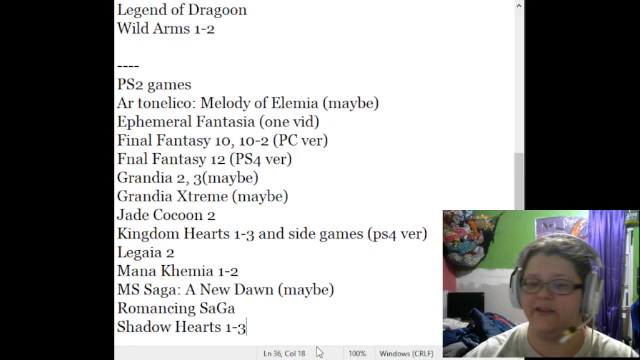 Legend of Dragoon
Wild Arms 1-2
----
PS2 games
Ar tonelico: Melody of Elemia (maybe)
Ephemeral Fantasia (one vid)
Final Fantasy 10, 10-2 (PC ver)
Fnal Fantasy 12 (PS4 ver)
Grandia 2, 3(maybe)
Grandia Xtreme (maybe)
Jade Cocoon 2
Kingdom Hearts 1-3 and side games (ps4 ver)
Legaia 2
Mana Khemia 1-2
MS Saga: A New Dawn (maybe)
Romancing SaGa
Shadow Hearts 1-3
Ln 36, Col 18 100% Windows (CRLF)